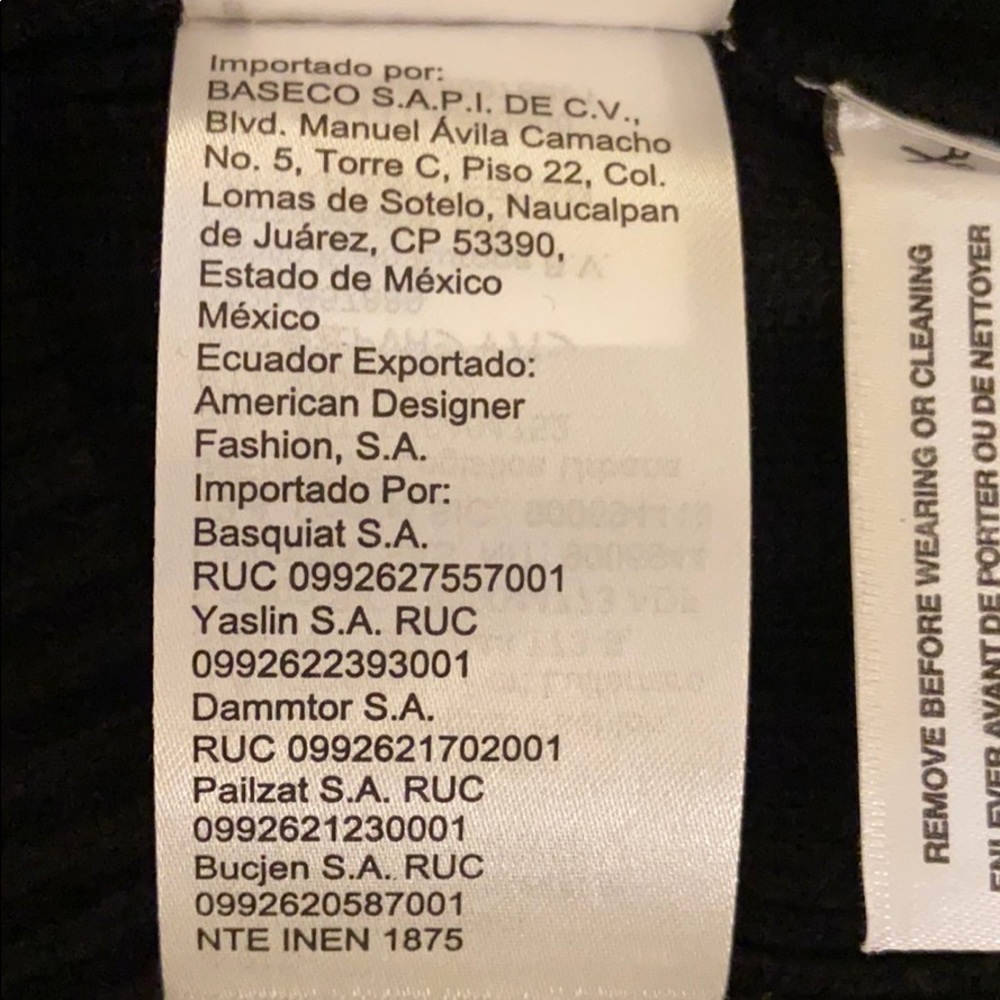 Importado por:
BASECO S.A.P.I. DE C.V.,
Blvd. Manuel Ávila Camacho
No. 5, Torre C, Piso 22, Col.
Lomas de Sotelo, Naucalpan
de Juárez, CP 53390,
Estado de México
México
Ecuador Exportado:
American Designer
Fashion, S.A.
Importado Por:
Basquiat S.A.
RUC 0992627557001
Yaslin S.A. RUC
0992622393001
Dammtor S.A.
RUC 0992621702001
Pailzat S.A. RUC
0992621230001
Bucjen S.A. RUC
0992620587001
NTE INEN 1875
REMOVE BEFORE WEARING OR CLEANING
ENLEVER AVANT DE PORTER OU DE NETTOYER